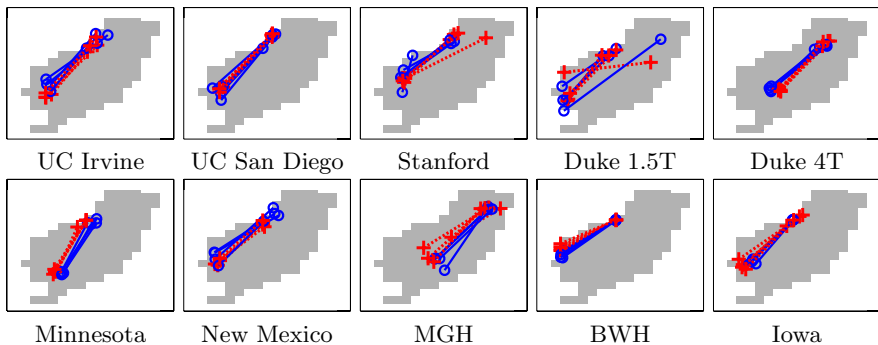 UC Irvine
UC San Diego
Stanford
Duke 1.5T
Duke 4T
Minnesota
New Mexico
MGH
BWH
Iowa